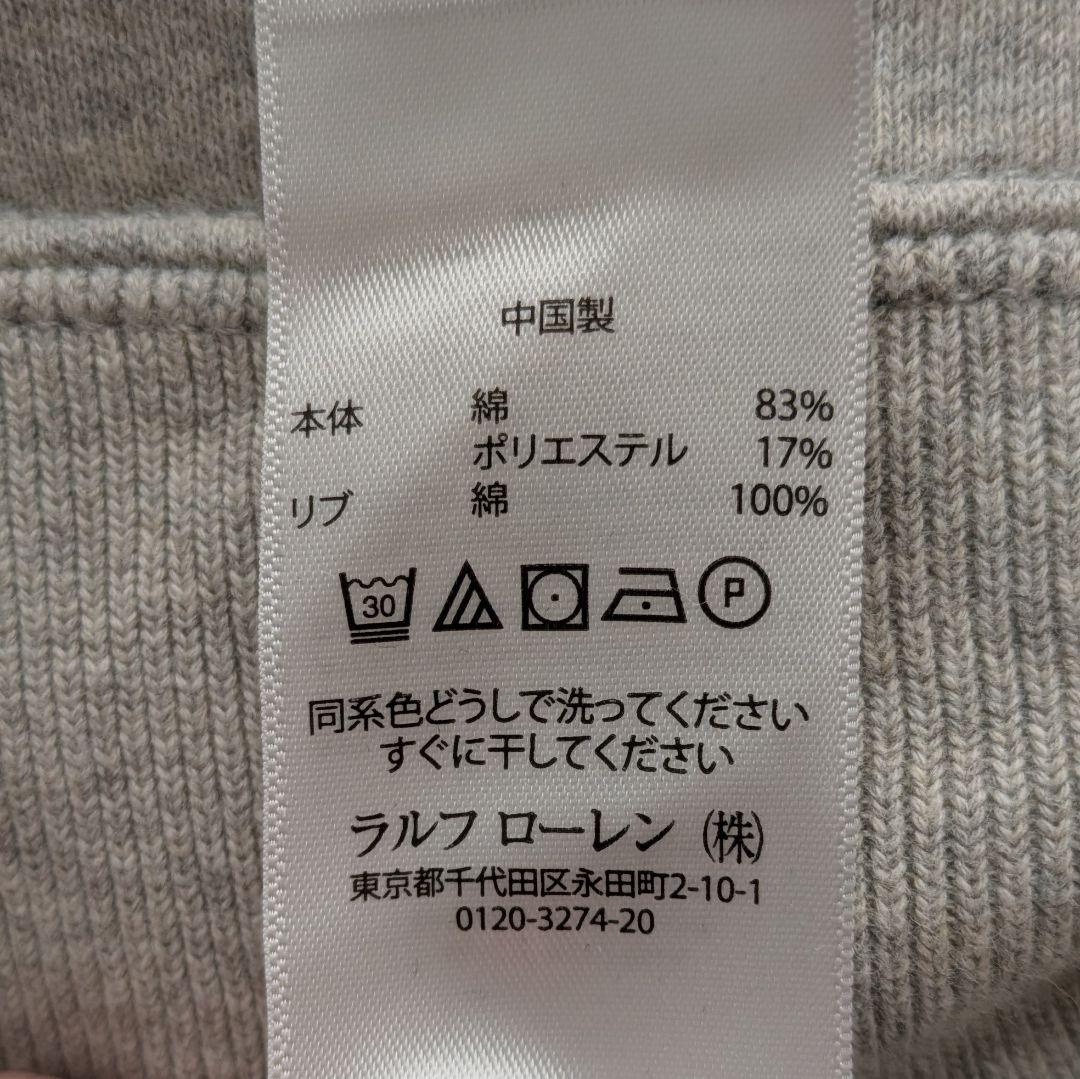 中国製
本体 綿 83%
ポリエステル 17%
リブ 綿 100%
30 P
同系色どうしで洗ってください
すぐに干してください
ラルフ ローレン (株)
東京都千代田区永田町2-10-1
0120-3274-20